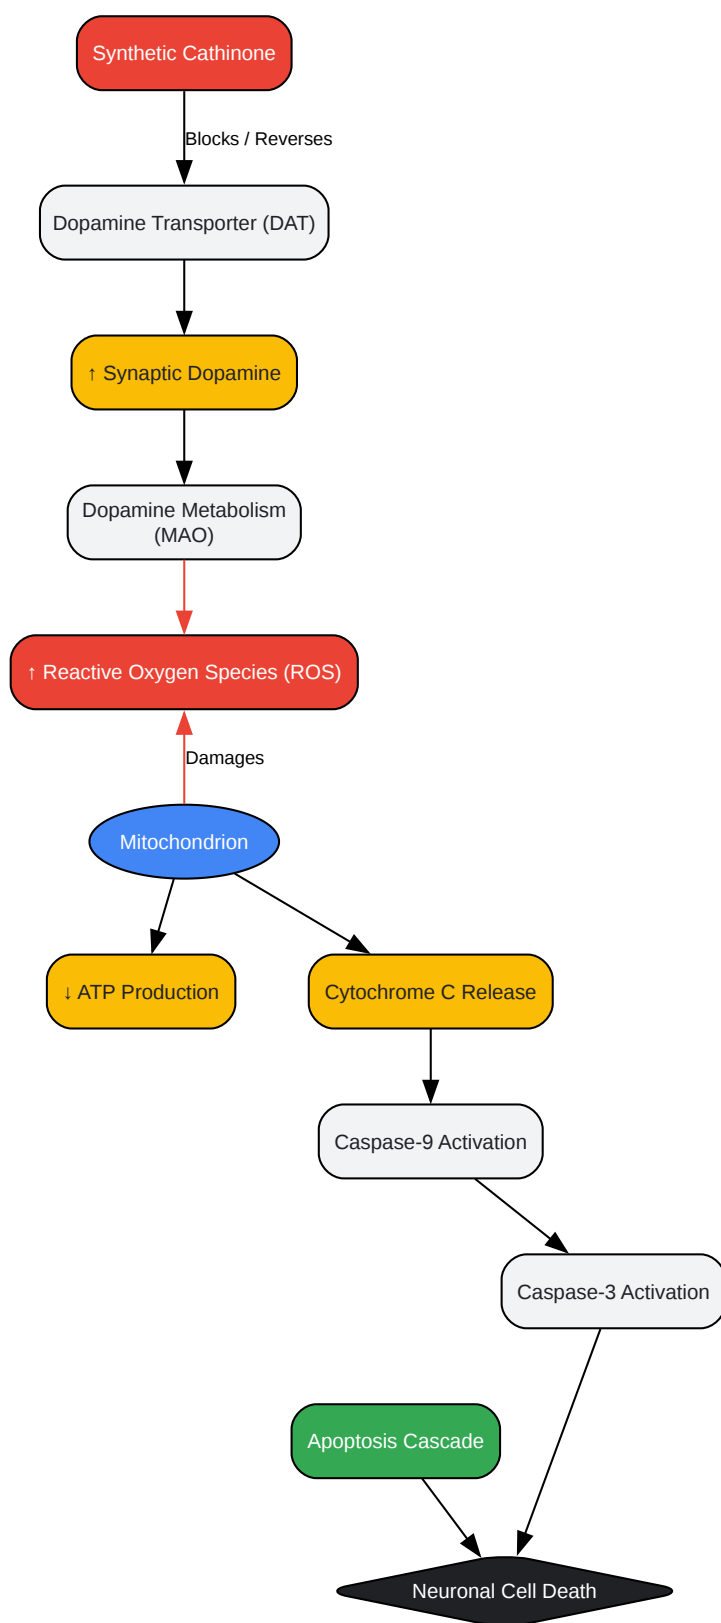 Synthetic Cathinone
Blocks / Reverses
Dopamine Transporter (DAT)
↑ Synaptic Dopamine
Dopamine Metabolism
(MAO)
↑ Reactive Oxygen Species (ROS)
Damages
Mitochondrion
↓ ATP Production
Cytochrome C Release
Caspase-9 Activation
Caspase-3 Activation
Apoptosis Cascade
Neuronal Cell Death